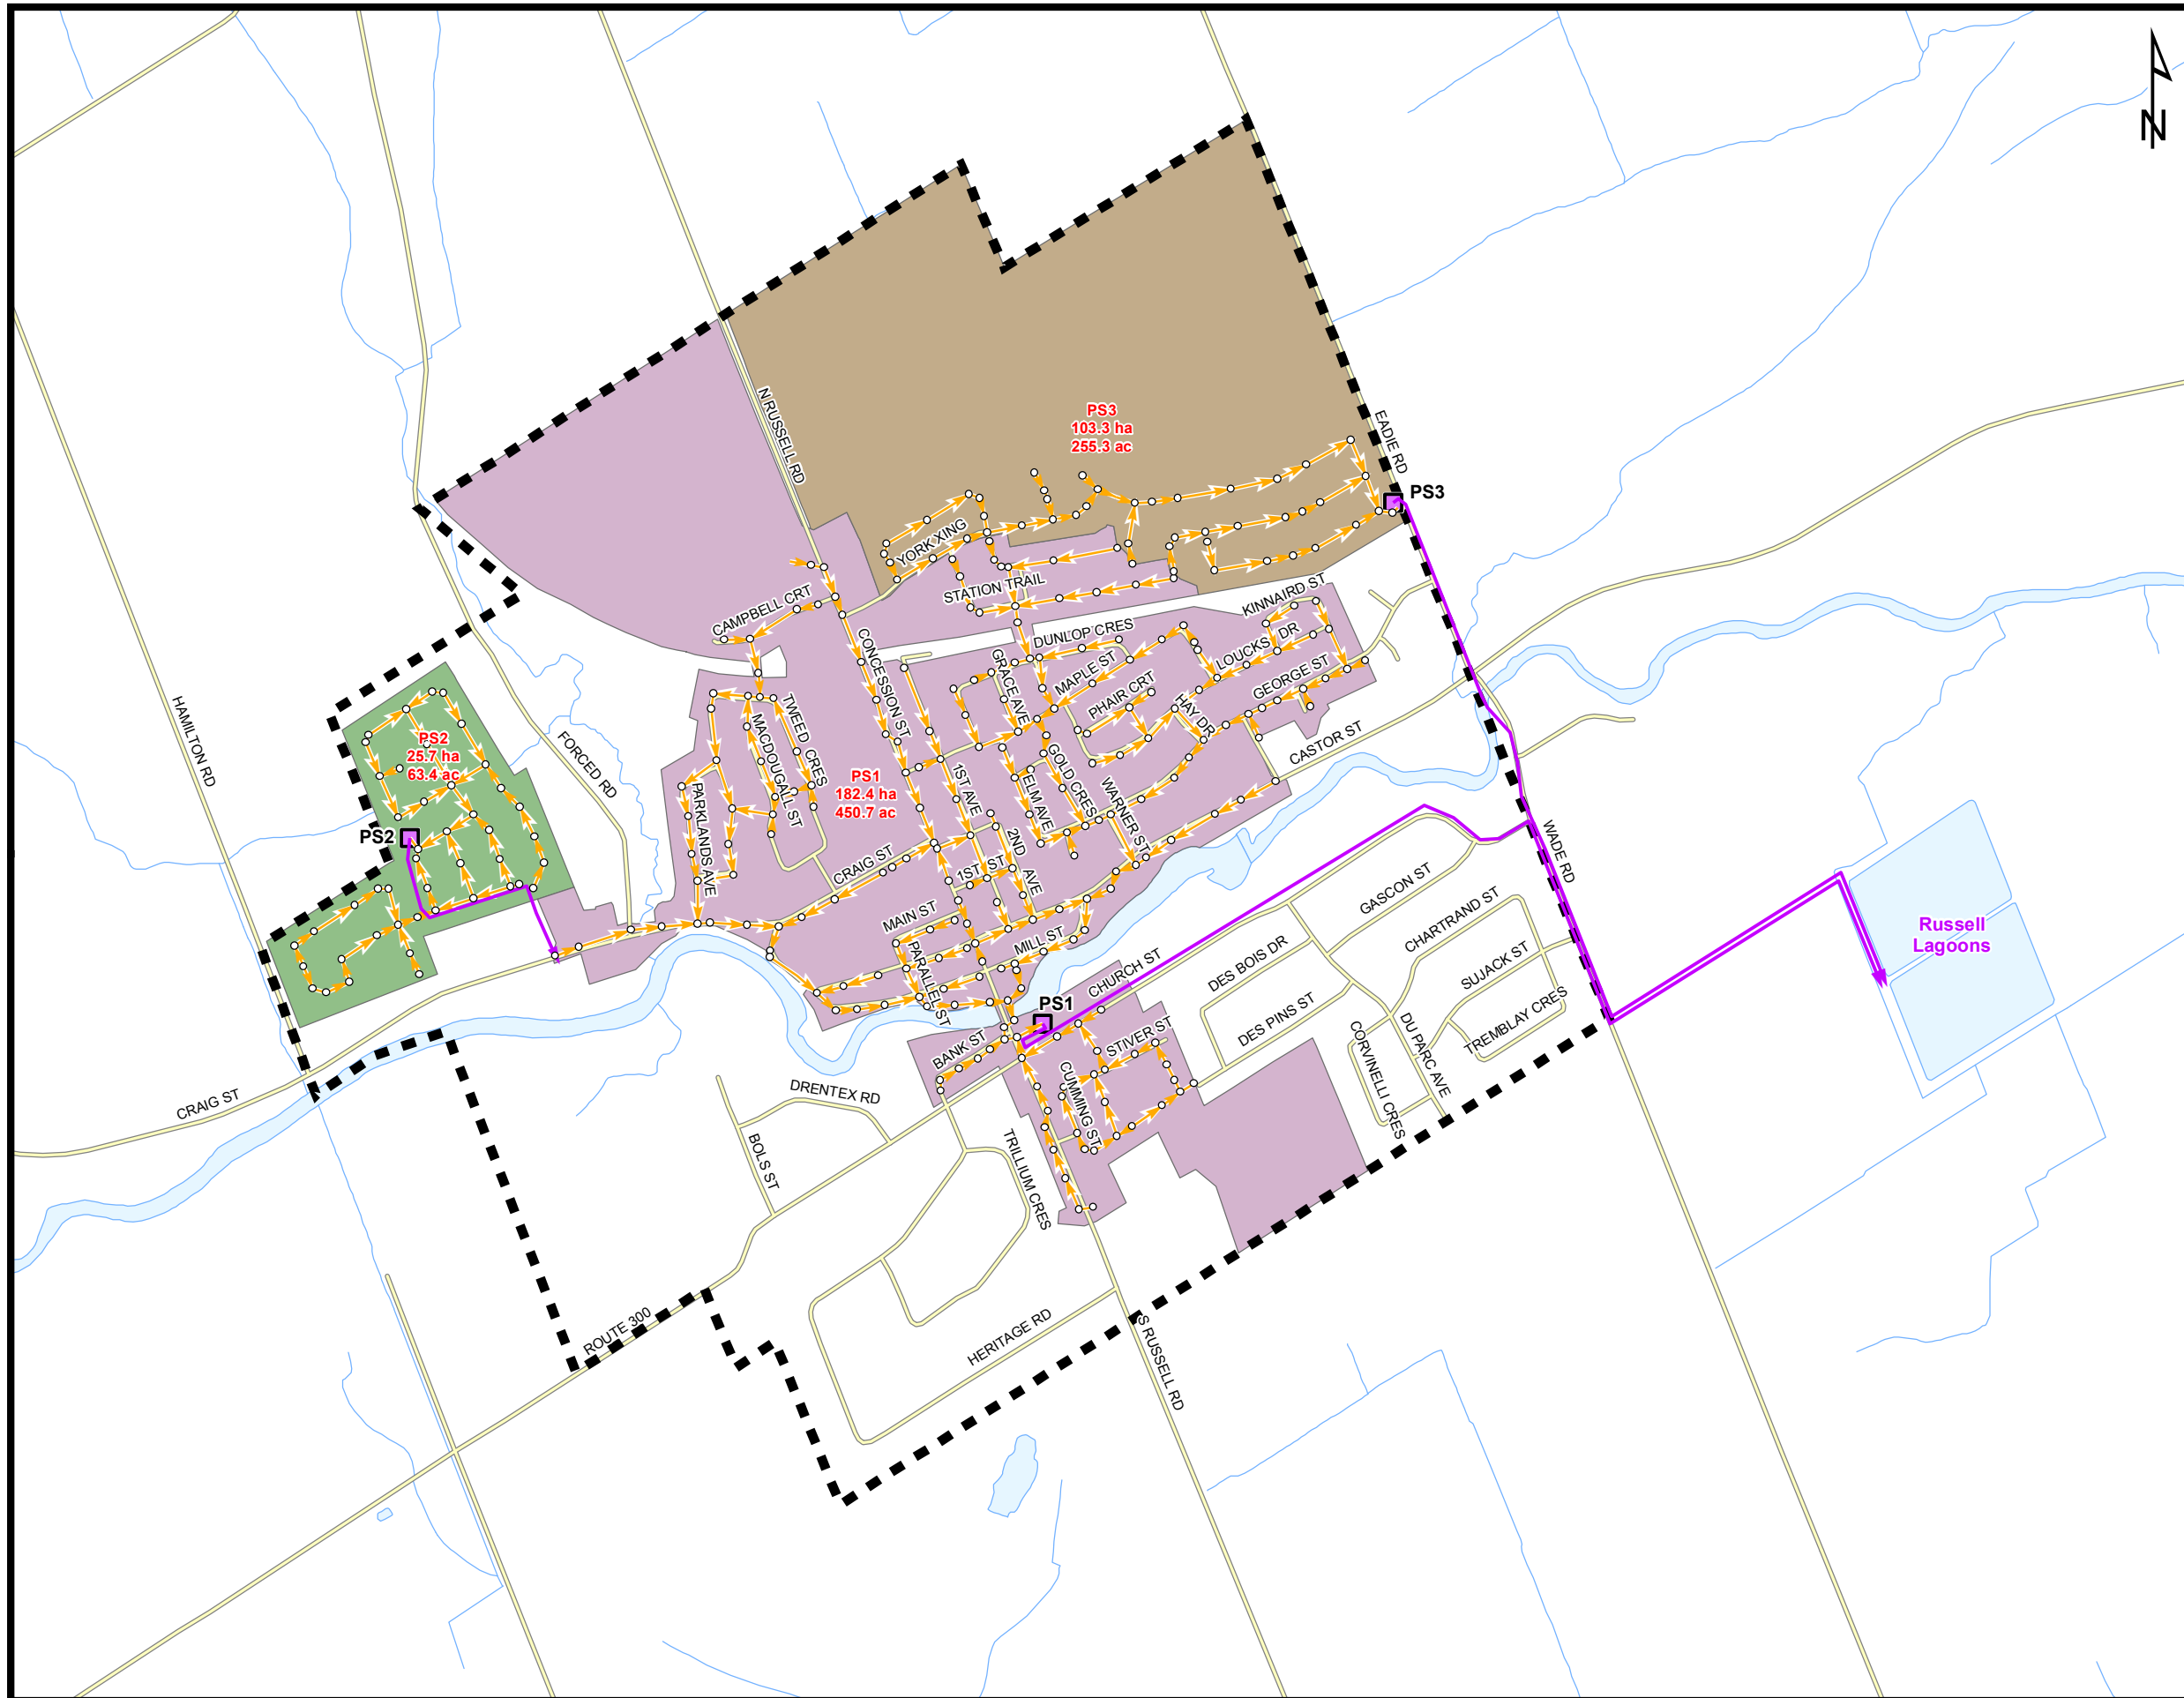 N
N RUSSELL RD
PS3
103.3 ha
255.3 ac
EADIE RD
PS3
YORK XING
STATION TRAIL
KINNAIRD ST
CAMPBELL CRT
DUNLOP CRES
CONCESSION ST
GRACE AVE
LOUCKS DR
MAPLE ST
GEORGE ST
PHAIR CRT
HAY DR
HAMILTON RD
TWEED CRES
MACDOUGALL ST
PS2
25.7 ha
63.4 ac
FORCED RD
CASTOR ST
GOLD CRES
PS1
182.4 ha
450.7 ac
1ST AVE
ELM AVE
WARNER ST
PARKLANDS AVE
PS2
2ND AVE
WADE RD
CRAIG ST
1ST ST
GASCON ST
CHARTRAND ST
MAIN ST
MILL ST
Russell
Lagoons
PARALLEL ST
CHURCH ST
DES BOIS DR
SUJACK ST
PS1
DES PINS ST
TREMBLAY CRES
BANK ST
STIVER ST
CORVINELLI CRES
DU PARC AVE
CUMMING ST
DRENTEX RD
CRAIG ST
BOLS ST
TRILLIUM CRES
ROUTE 300
HERITAGE RD
S RUSSELL RD